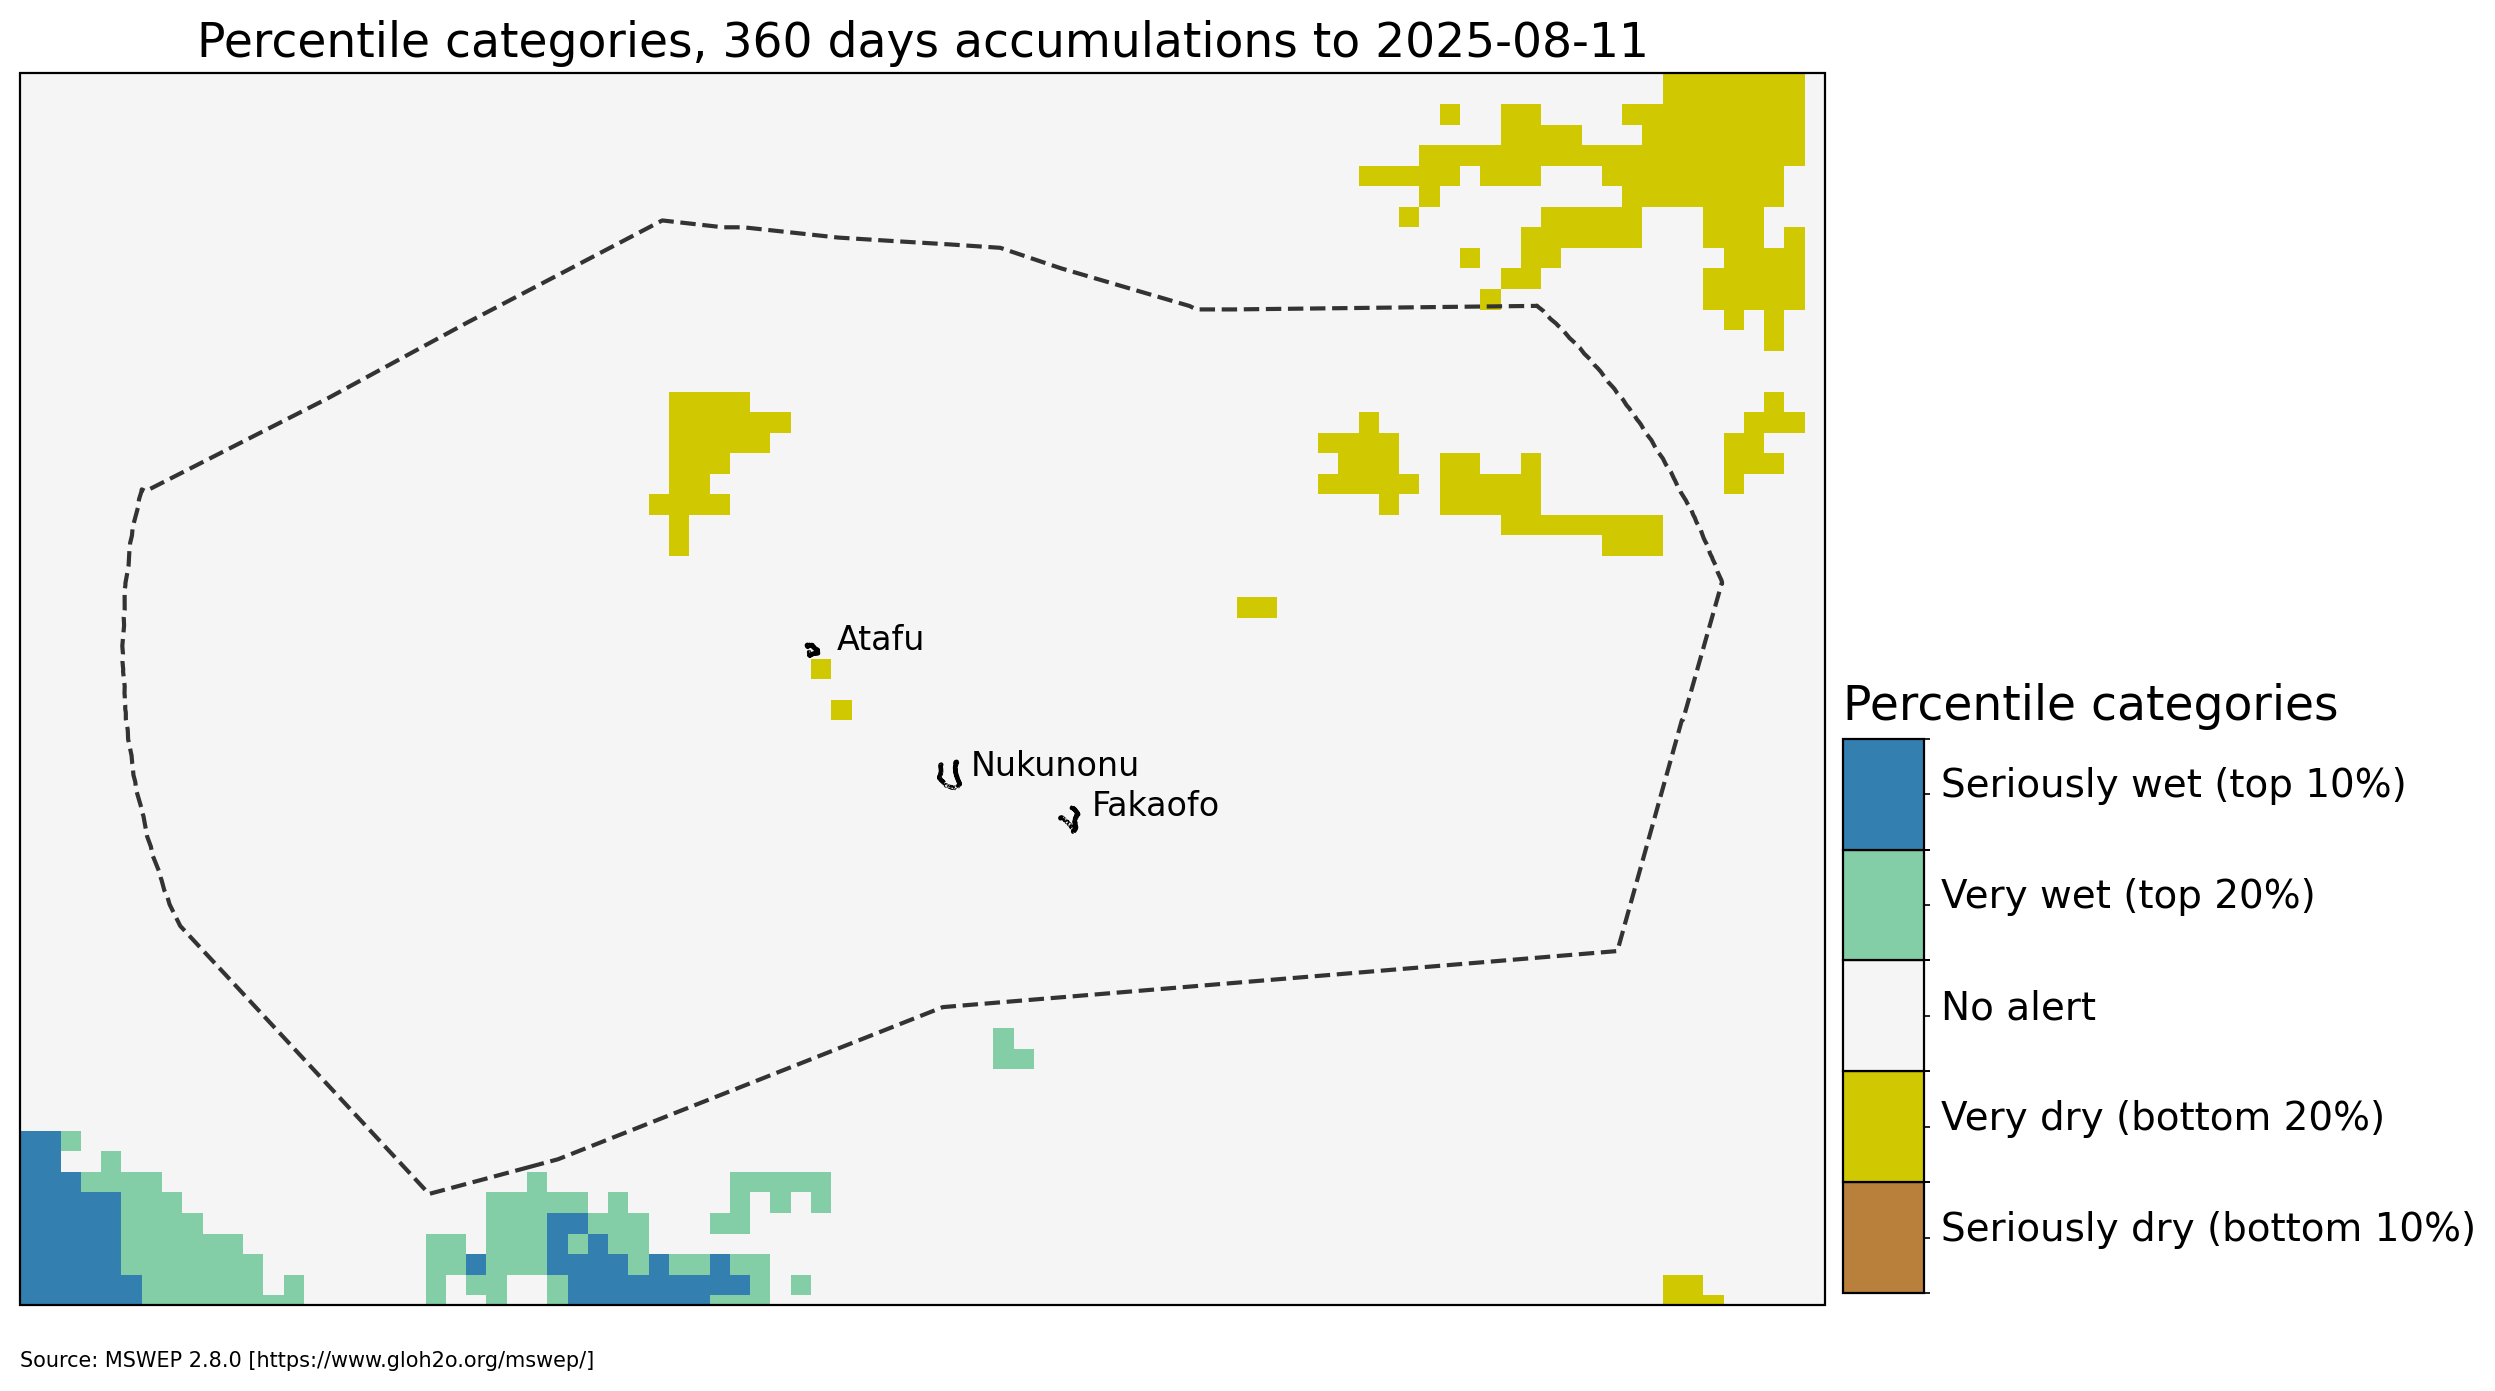 Percentile categories, 360 days accumulations to 2025-08-11
Atafu
Nukunonu
Fakaofo
Percentile categories
Seriously wet (top 10%)
Very wet (top 20%)
No alert
Very dry (bottom 20%)
Seriously dry (bottom 10%)
Source: MSWEP 2.8.0 [https://www.gloh2o.org/mswep/]